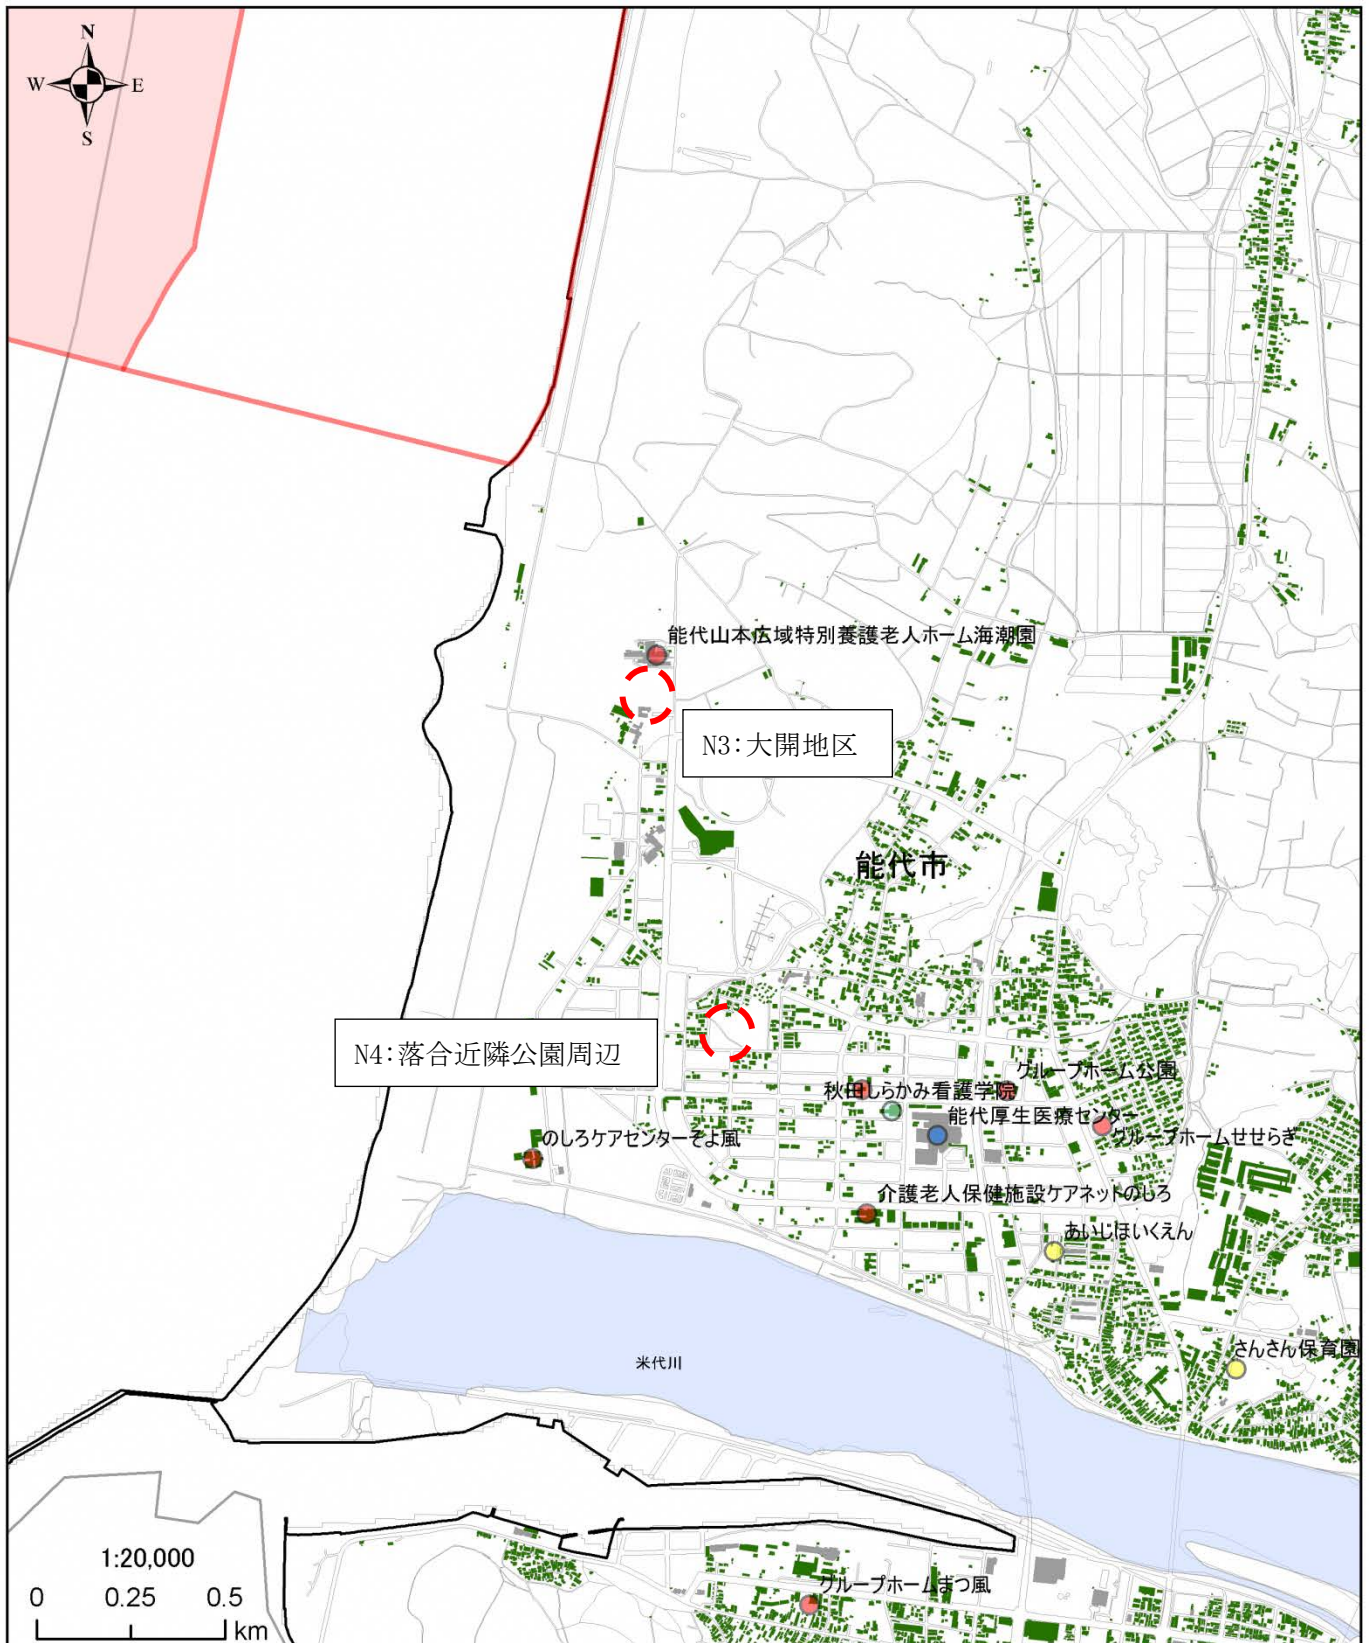 N
W
E
S
能代山本広域特別養護老人ホーム海潮園
N3:大開地区
能代市
N4:落合近隣公園周辺
グループホーム公園
秋田しらかみ看護学院
能代厚生医療センター
グループホームせせらぎ
のしろケアセンターそよ風
介護老人保健施設ケアネットのしろ
あいじほいくえん
さんさん保育園
米代川
1:20,000
0 0.25 0.5
km
グループホームまつ風